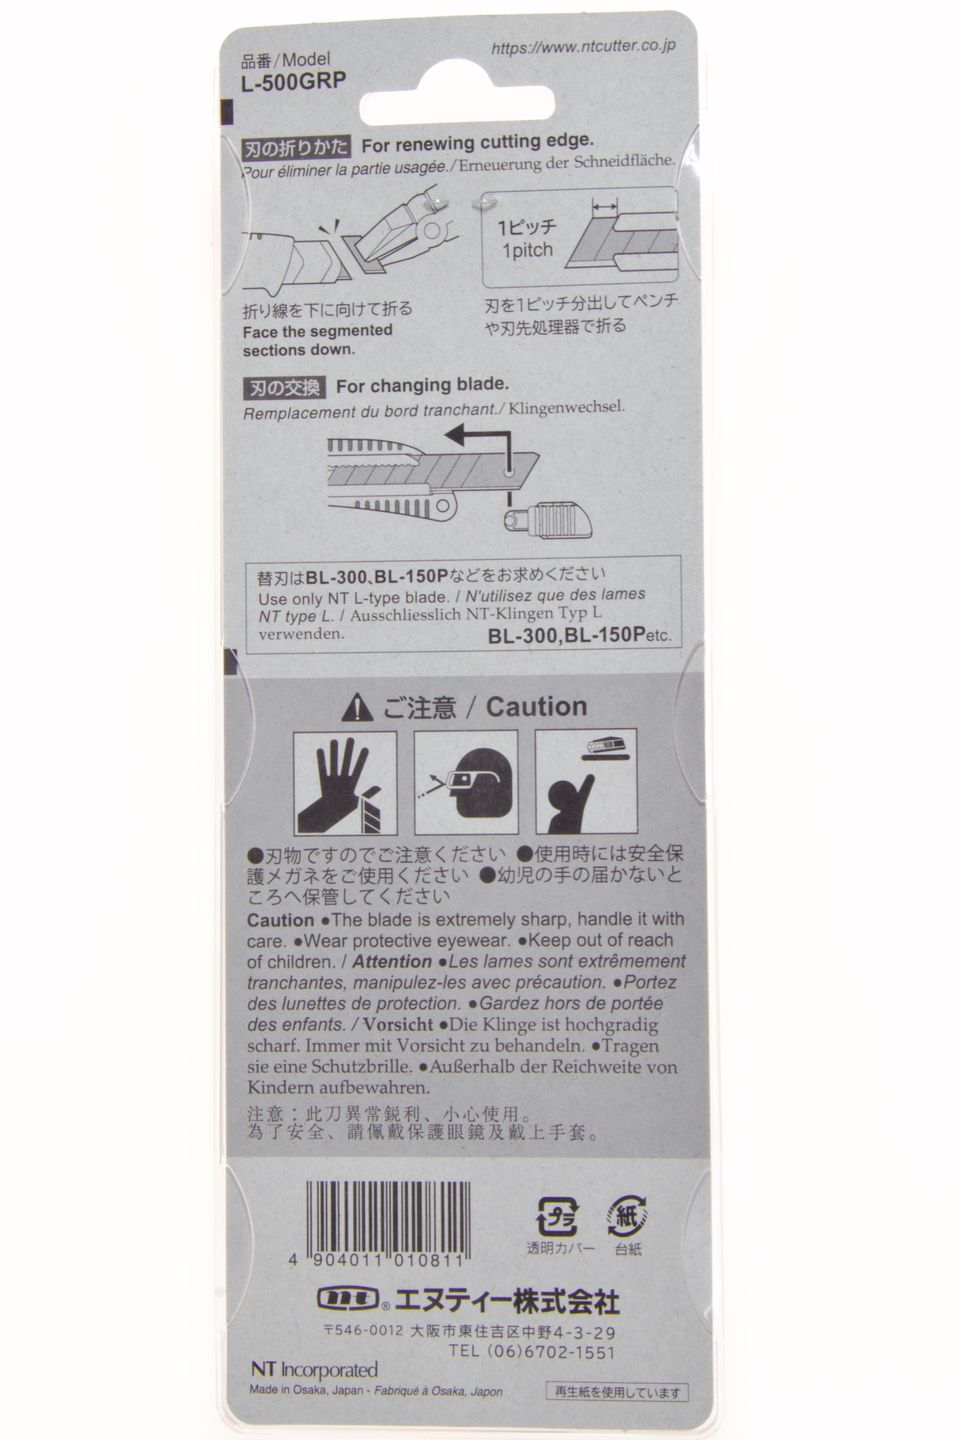 品番/Model
https://www.ntcutter.co.jp
L-500GRP
刃の折りかた For renewing cutting edge.
Pour éliminer la partie usagée./Erneuerung der Schneidfläche.
1ピッチ
1pitch
折り線を下に向けて折る
Face the segmented
sections down.
刃を1ピッチ分出してペンチ
や刃先処理器で折る
刃の交換 For changing blade.
Remplacement du bord tranchant./Klingenwechsel.
替刃はBL-300、BL-150Pなどをお求めください
Use only NT L-type blade. / N'utilisez que des lames
NT type L. / Ausschliesslich NT-Klingen Typ L
verwenden. BL-300,BL-150Petc.
ご注意 / Caution
●刃物ですのでご注意ください ●使用時には安全保
護メガネをご使用ください ●幼児の手の届かないと
ころへ保管してください
Caution ●The blade is extremely sharp, handle it with
care. ●Wear protective eyewear. ●Keep out of reach
of children. / Attention ●Les lames sont extrêmement
tranchantes, manipulez-les avec précaution. ●Portez
des lunettes de protection. ●Gardez hors de portée
des enfants. / Vorsicht ●Die Klinge ist hochgradig
scharf. Immer mit Vorsicht zu behandeln. ●Tragen
sie eine Schutzbrille. ●Außerhalb der Reichweite von
Kindern aufbewahren.
注意：此刀異常鋭利、小心使用。
為了安全、請佩戴保護眼鏡及戴上手套。
4 904011 010811
プラ
透明カバー
紙
台紙
nt® エヌティー株式会社
〒546-0012 大阪市東住吉区中野4-3-29
TEL (06)6702-1551
NT Incorporated
Made in Osaka, Japan - Fabriqué à Osaka, Japon
再生紙を使用しています